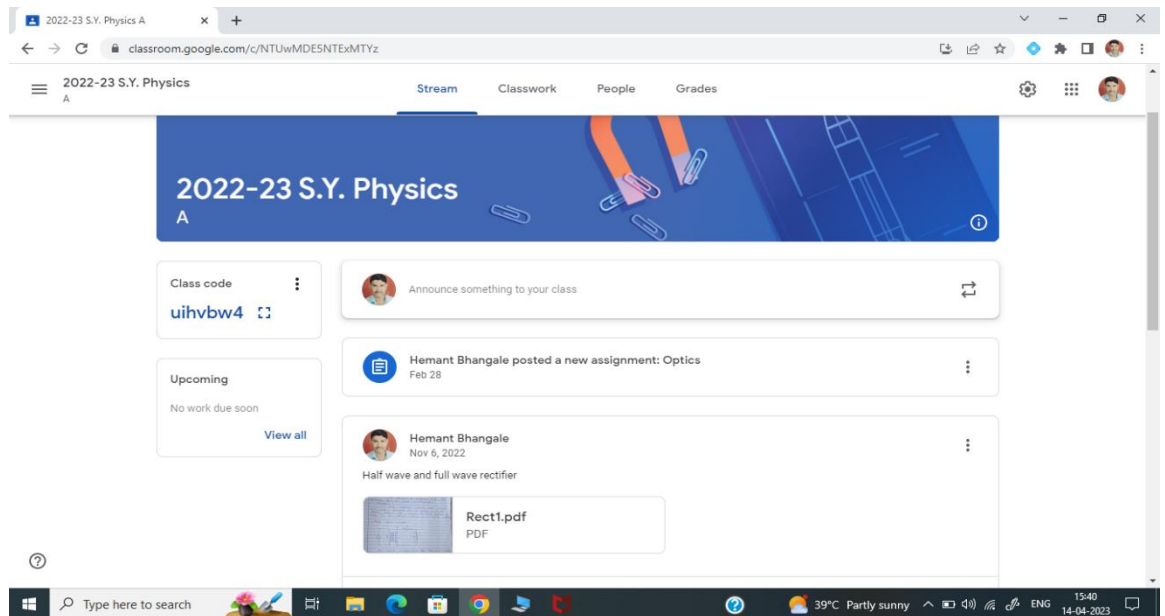 2022-23 S.Y. Physics A
classroom.google.com/c/NTUwMDE5NTExMTYz
2022-23 S.Y. Physics
A
Stream Classwork People Grades
2022-23 S.Y. Physics
A
Class code
uihvbw4
Upcoming
No work due soon
View all
Announce something to your class
Hemant Bhangale posted a new assignment: Optics
Feb 28
Hemant Bhangale
Nov 6, 2022
Half wave and full wave rectifier
Rect1.pdf
PDF
Type here to search
39°C Partly sunny
ENG
15:40
14-04-2023